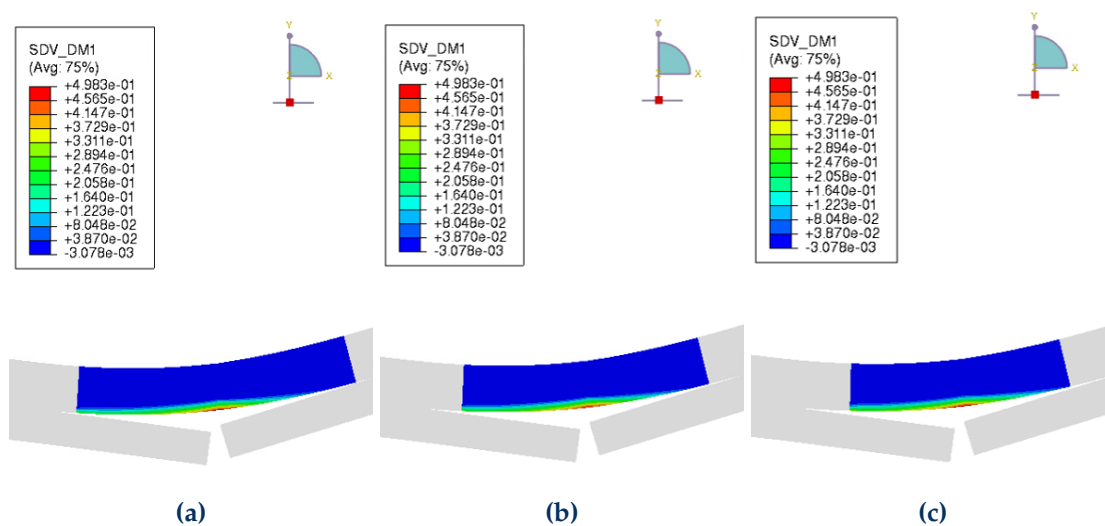 SDV_DM1
(Avg: 75%)
+4.983e-01
+4.565e-01
+4.147e-01
+3.729e-01
+3.311e-01
+2.894e-01
+2.476e-01
+2.058e-01
+1.640e-01
+1.223e-01
+8.048e-02
+3.870e-02
-3.078e-03
Y
Z
X
(a)
SDV_DM1
(Avg: 75%)
+4.983e-01
+4.565e-01
+4.147e-01
+3.729e-01
+3.311e-01
+2.894e-01
+2.476e-01
+2.058e-01
+1.640e-01
+1.223e-01
+8.048e-02
+3.870e-02
-3.078e-03
Y
Z
X
(b)
SDV_DM1
(Avg: 75%)
+4.983e-01
+4.565e-01
+4.147e-01
+3.729e-01
+3.311e-01
+2.894e-01
+2.476e-01
+2.058e-01
+1.640e-01
+1.223e-01
+8.048e-02
+3.870e-02
-3.078e-03
Y
Z
X
(c)